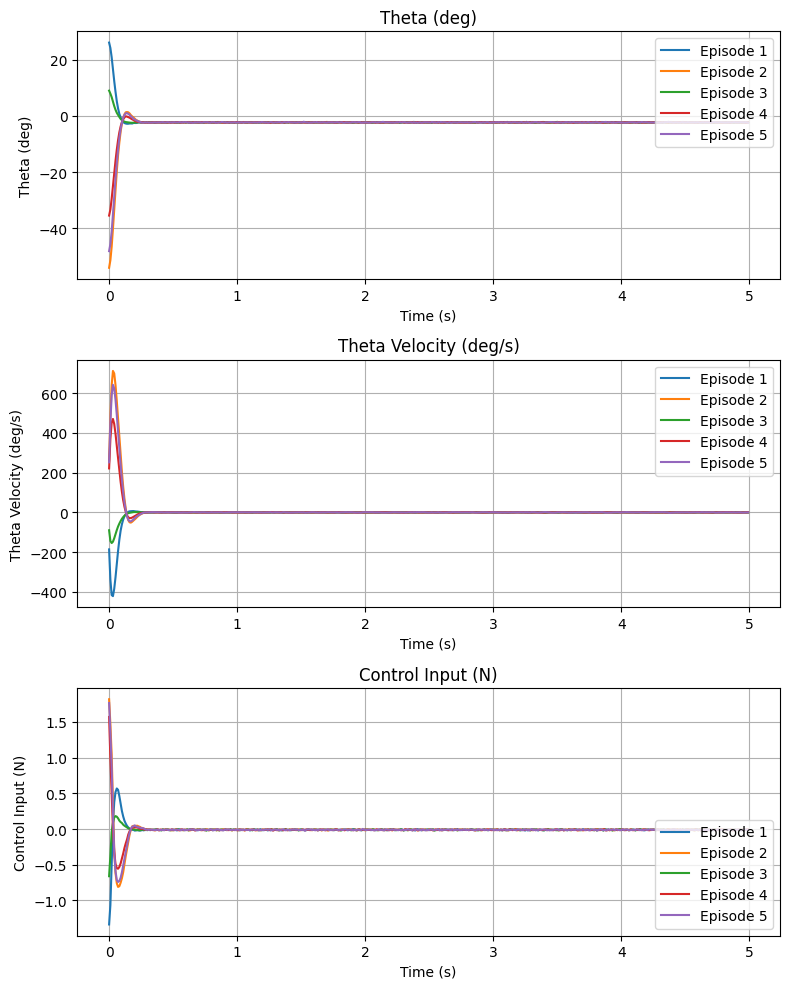 Theta (deg)
Theta (deg)
20
0
−20
−40
Episode 1
Episode 2
Episode 3
Episode 4
Episode 5
0 1 2 3 4 5
Time (s)
Theta Velocity (deg/s)
Theta Velocity (deg/s)
600
400
200
0
−200
−400
Episode 1
Episode 2
Episode 3
Episode 4
Episode 5
0 1 2 3 4 5
Time (s)
Control Input (N)
Control Input (N)
1.5
1.0
0.5
0.0
−0.5
−1.0
Episode 1
Episode 2
Episode 3
Episode 4
Episode 5
0 1 2 3 4 5
Time (s)